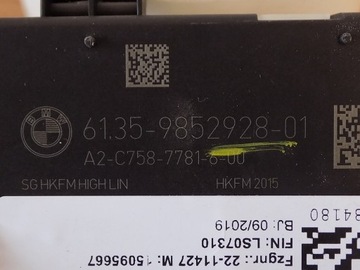 BMW
61.35-9852928-01
A2-C758-7781-6-00
SG HKFM HIGH LIN HKFM 2015
84180
BJ: 09/2019
FIN: LS07310
Fzgnr.: 22-11427 M: 15095667